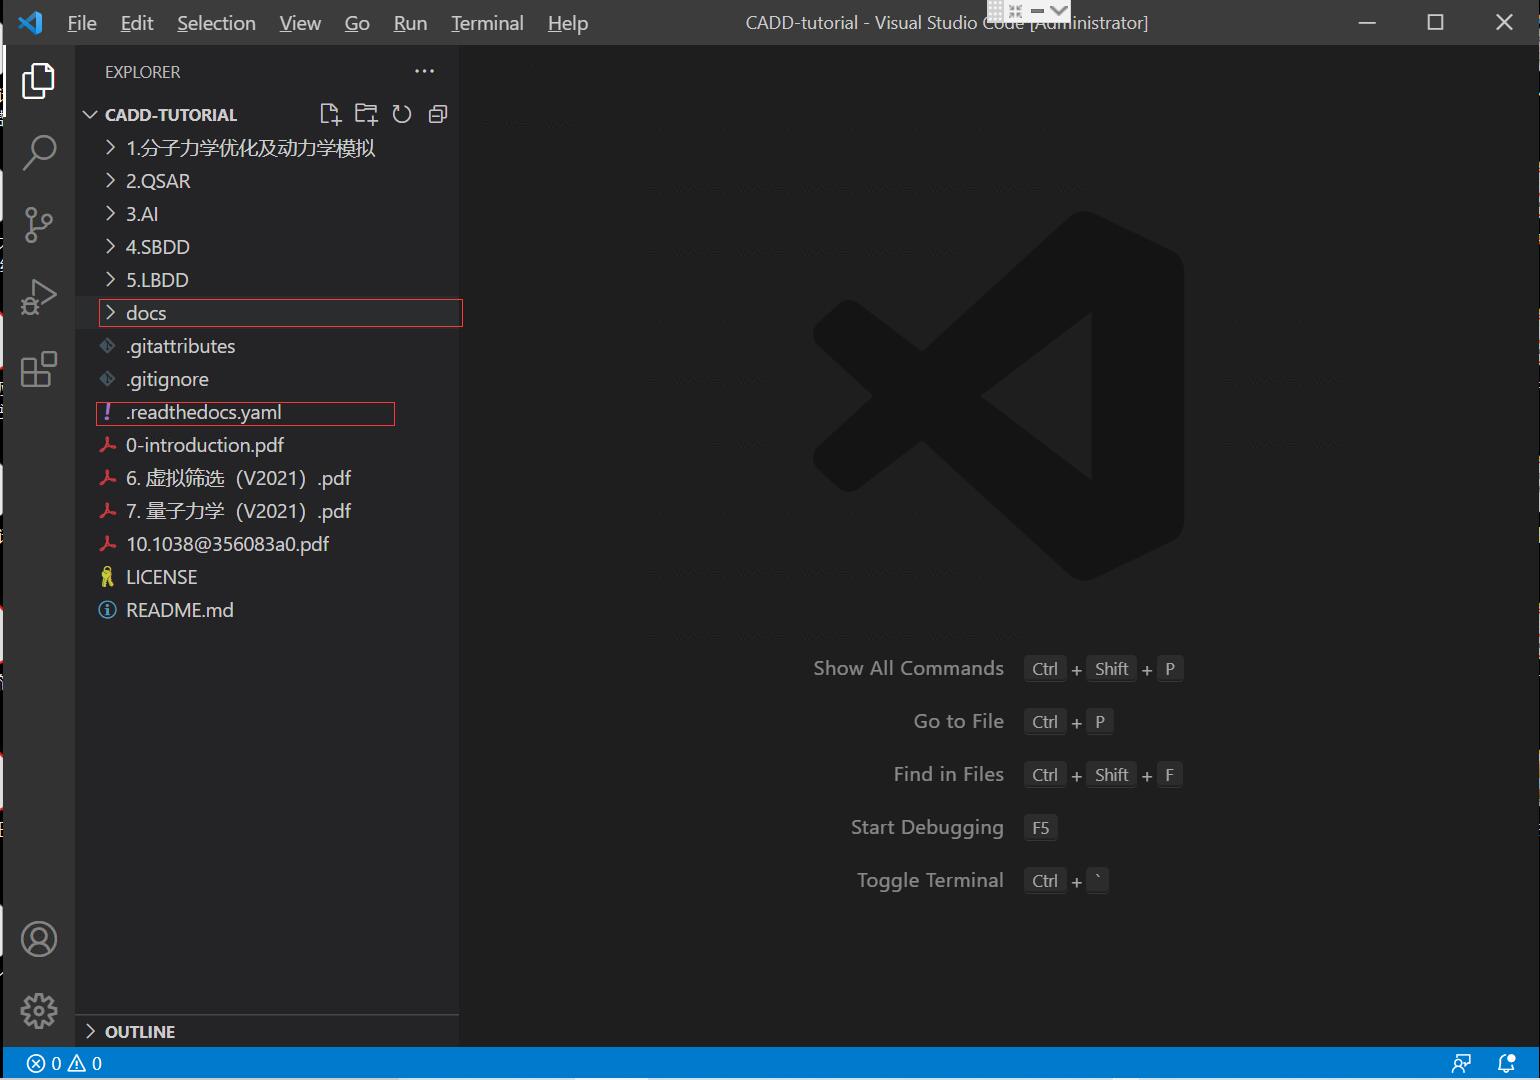 File Edit Selection View Go Run Terminal Help
EXPLORER
CADD-TUTORIAL
1.分子力学优化及动力学模拟
2.QSAR
3.AI
4.SBDD
5.LBDD
docs
.gitattributes
.gitignore
.readthedocs.yaml
0-introduction.pdf
6. 虚拟筛选（V2021）.pdf
7. 量子力学（V2021）.pdf
10.1038@356083a0.pdf
LICENSE
README.md
OUTLINE
0 0
CADD-tutorial - Visual Studio Code [Administrator]
Show All Commands Ctrl + Shift + P
Go to File Ctrl + P
Find in Files Ctrl + Shift + F
Start Debugging F5
Toggle Terminal Ctrl + `